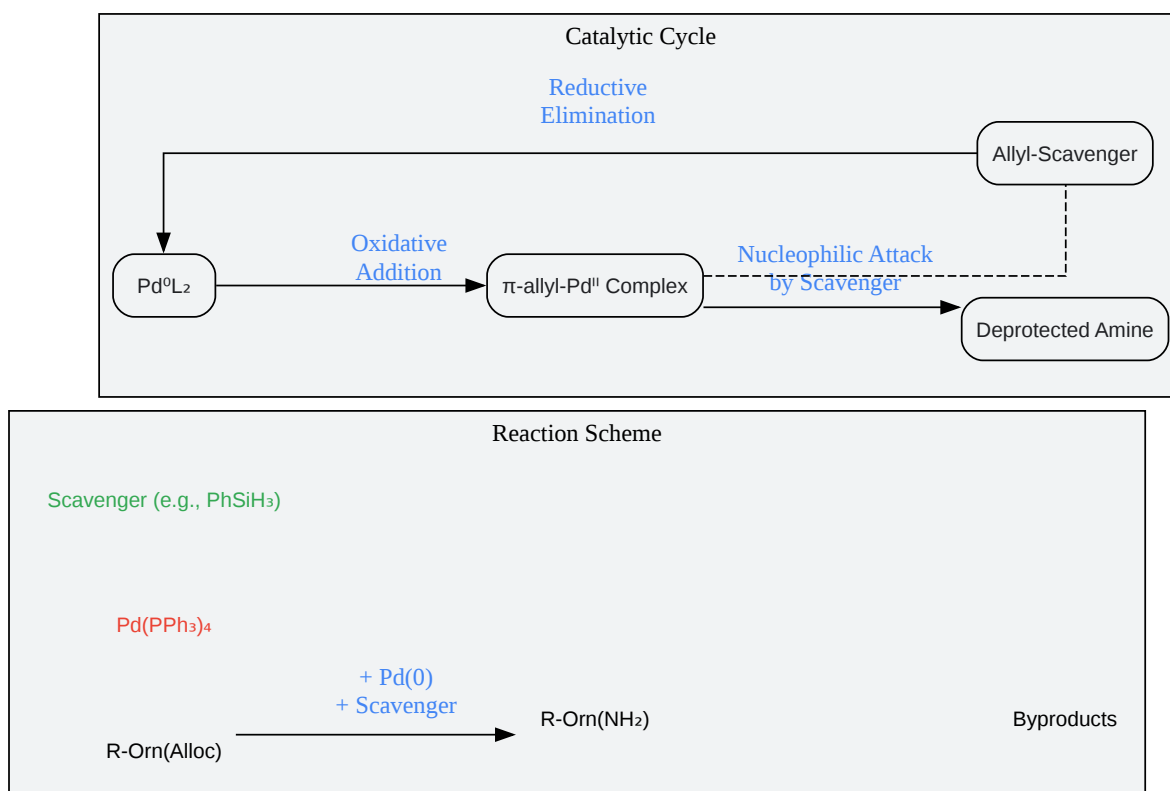 Catalytic Cycle
Reductive
Elimination
Allyl-Scavenger
Oxidative
Addition
Nucleophilic Attack
by Scavenger
Pd⁰L₂
π-allyl-Pdᴵᴵ Complex
Deprotected Amine
Reaction Scheme
Scavenger (e.g., PhSiH₃)
Pd(PPh₃)₄
+ Pd(0)
+ Scavenger
R-Orn(NH₂)
Byproducts
R-Orn(Alloc)